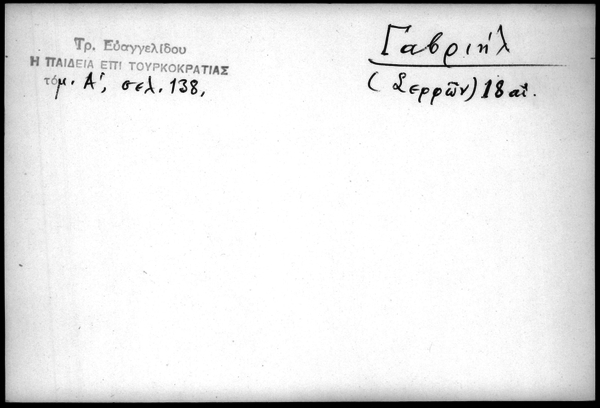 Τρ. Εὐαγγελίδου
Η ΠΑΙΔΕΙΑ ΕΠΙ ΤΟΥΡΚΟΚΡΑΤΙΑΣ
τόμ. Α', σελ. 138,
Γαβριήλ
(Σερρῶν) 18 αἰ.